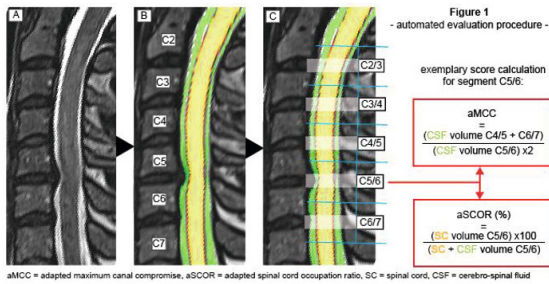 A
B
C
Figure 1
- automated evaluation procedure -
C2
C3
C4
C5
C6
C7
C2/3
C3/4
C4/5
C5/6
C6/7
exemplary score calculation
for segment C5/6:
aMCC
=
(CSF volume C4/5 + C6/7)
(CSF volume C5/6) x2
aSCOR (%)
=
(SC volume C5/6) x100
(SC + CSF volume C5/6)
aMCC = adapted maximum canal compromise, aSCOR = adapted spinal cord occupation ratio, SC = spinal cord, CSF = cerebro-spinal fluid